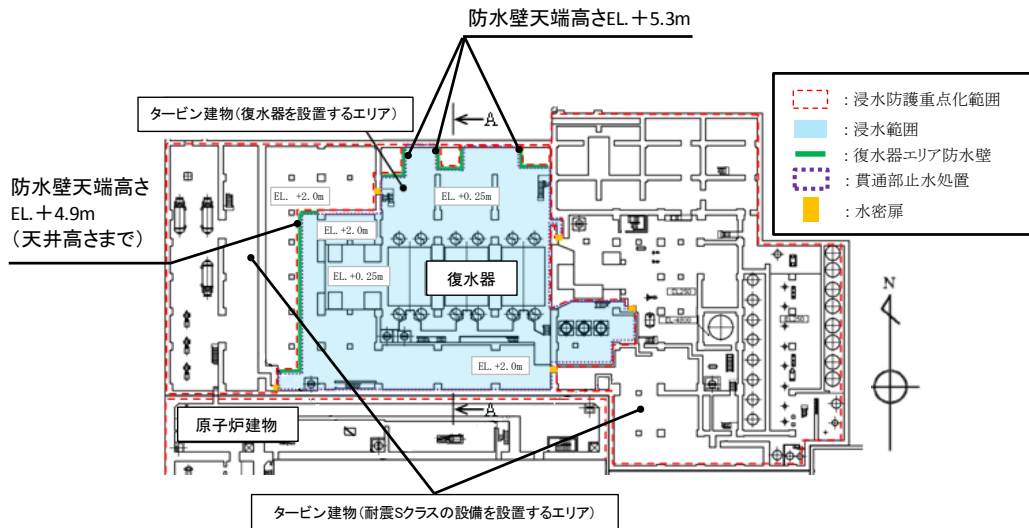 防水壁天端高さEL.+5.3m
タービン建物(復水器を設置するエリア)
A
: 浸水防護重点化範囲
: 浸水範囲
: 復水器エリア防水壁
: 貫通部止水処置
: 水密扉
防水壁天端高さ
EL.+4.9m
(天井高さまで)
EL. +2.0m
EL.+0.25m
EL.+2.0m
EL.+0.25m
復水器
EL250
EL-4800
EL250
N
EL.+2.0m
A
原子炉建物
タービン建物(耐震Sクラスの設備を設置するエリア)